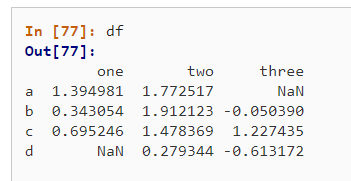 In [77]: df
Out[77]:
one two three
a 1.394981 1.772517 NaN
b 0.343054 1.912123 -0.050390
c 0.695246 1.478369 1.227435
d NaN 0.279344 -0.613172